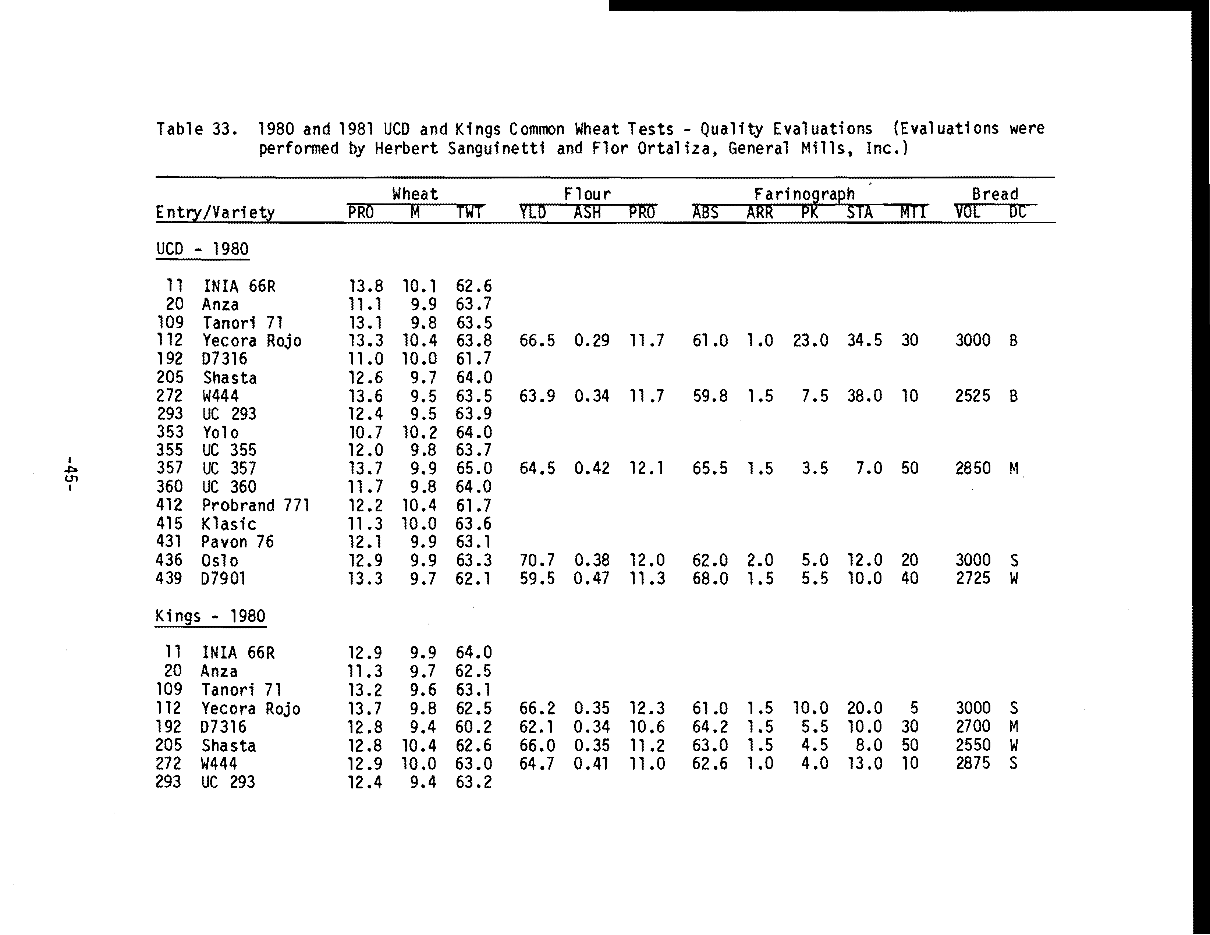 Table 33. 1980 and 1981 UCD and Kings Common Wheat Tests - Quality Evaluations (Evaluations were
performed by Herbert Sanguinetti and Flor Ortaliza, General Mills, Inc.)
Wheat Flour Farinograph Bread
Entry/Variety PRO M TWT YLD ASH PRO ABS ARR PK STA MTI VOL DC
UCD - 1980
11 INIA 66R 13.8 10.1 62.6
20 Anza 11.1 9.9 63.7
109 Tanori 71 13.1 9.8 63.5
112 Yecora Rojo 13.3 10.4 63.8 66.5 0.29 11.7 61.0 1.0 23.0 34.5 30 3000 B
192 D7316 11.0 10.0 61.7
205 Shasta 12.6 9.7 64.0
272 W444 13.6 9.5 63.5 63.9 0.34 11.7 59.8 1.5 7.5 38.0 10 2525 B
293 UC 293 12.4 9.5 63.9
353 Yolo 10.7 10.2 64.0
355 UC 355 12.0 9.8 63.7
357 UC 357 13.7 9.9 65.0 64.5 0.42 12.1 65.5 1.5 3.5 7.0 50 2850 M
360 UC 360 11.7 9.8 64.0
412 Probrand 771 12.2 10.4 61.7
415 Klasic 11.3 10.0 63.6
431 Pavon 76 12.1 9.9 63.1
436 Oslo 12.9 9.9 63.3 70.7 0.38 12.0 62.0 2.0 5.0 12.0 20 3000 S
439 D7901 13.3 9.7 62.1 59.5 0.47 11.3 68.0 1.5 5.5 10.0 40 2725 W
Kings - 1980
11 INIA 66R 12.9 9.9 64.0
20 Anza 11.3 9.7 62.5
109 Tanori 71 13.2 9.6 63.1
112 Yecora Rojo 13.7 9.8 62.5 66.2 0.35 12.3 61.0 1.5 10.0 20.0 5 3000 S
192 D7316 12.8 9.4 60.2 62.1 0.34 10.6 64.2 1.5 5.5 10.0 30 2700 M
205 Shasta 12.8 10.4 62.6 66.0 0.35 11.2 63.0 1.5 4.5 8.0 50 2550 W
272 W444 12.9 10.0 63.0 64.7 0.41 11.0 62.6 1.0 4.0 13.0 10 2875 S
293 UC 293 12.4 9.4 63.2
-45-